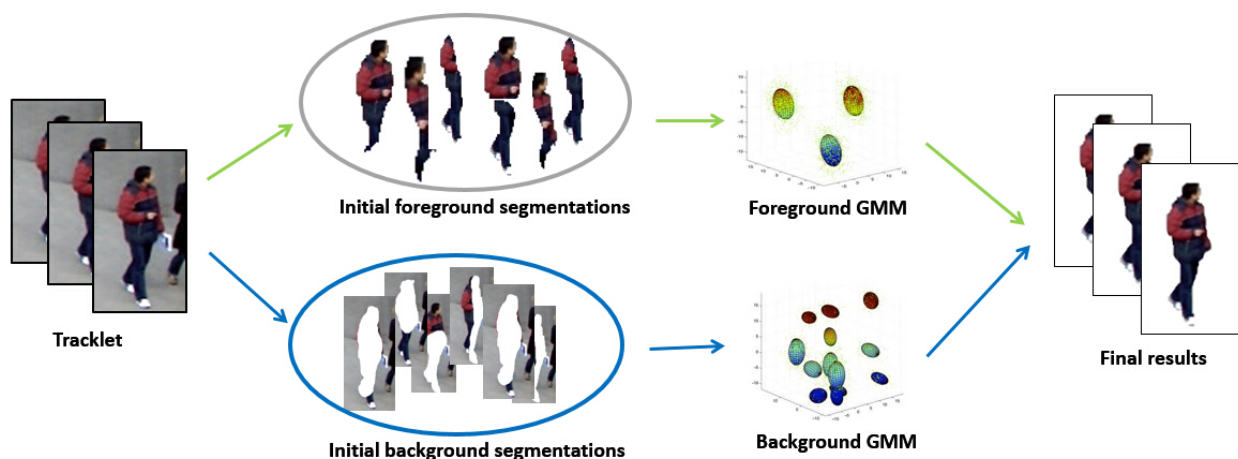 Initial foreground segmentations
Foreground GMM
Tracklet
Final results
Initial background segmentations
Background GMM